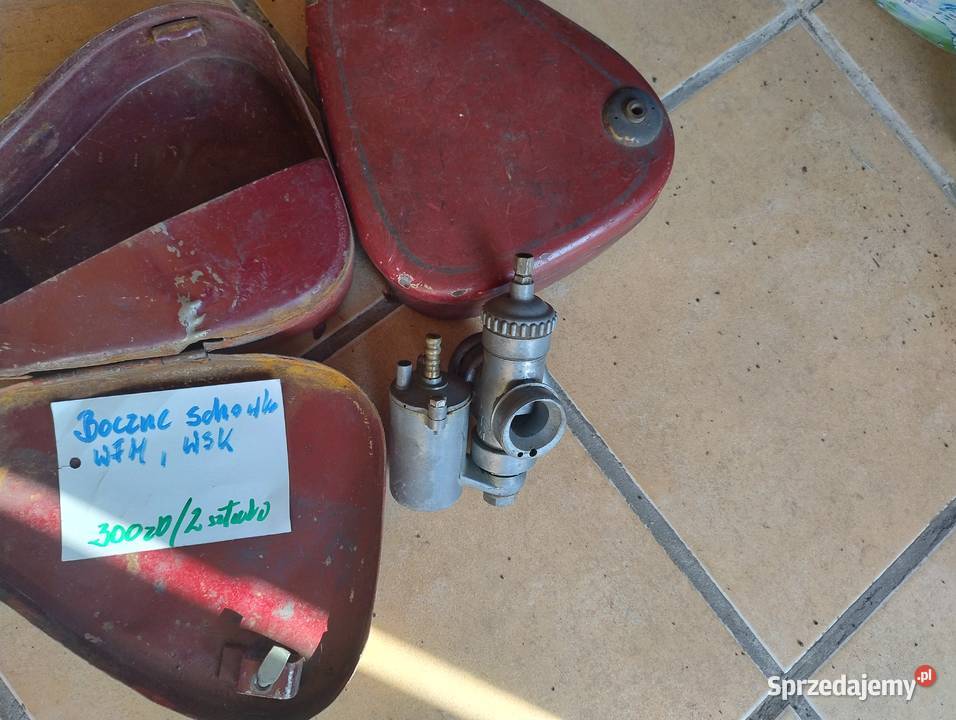 Boczne schowki
WFM, WSK
300zł/2 sztuki
Sprzedajemy.pl